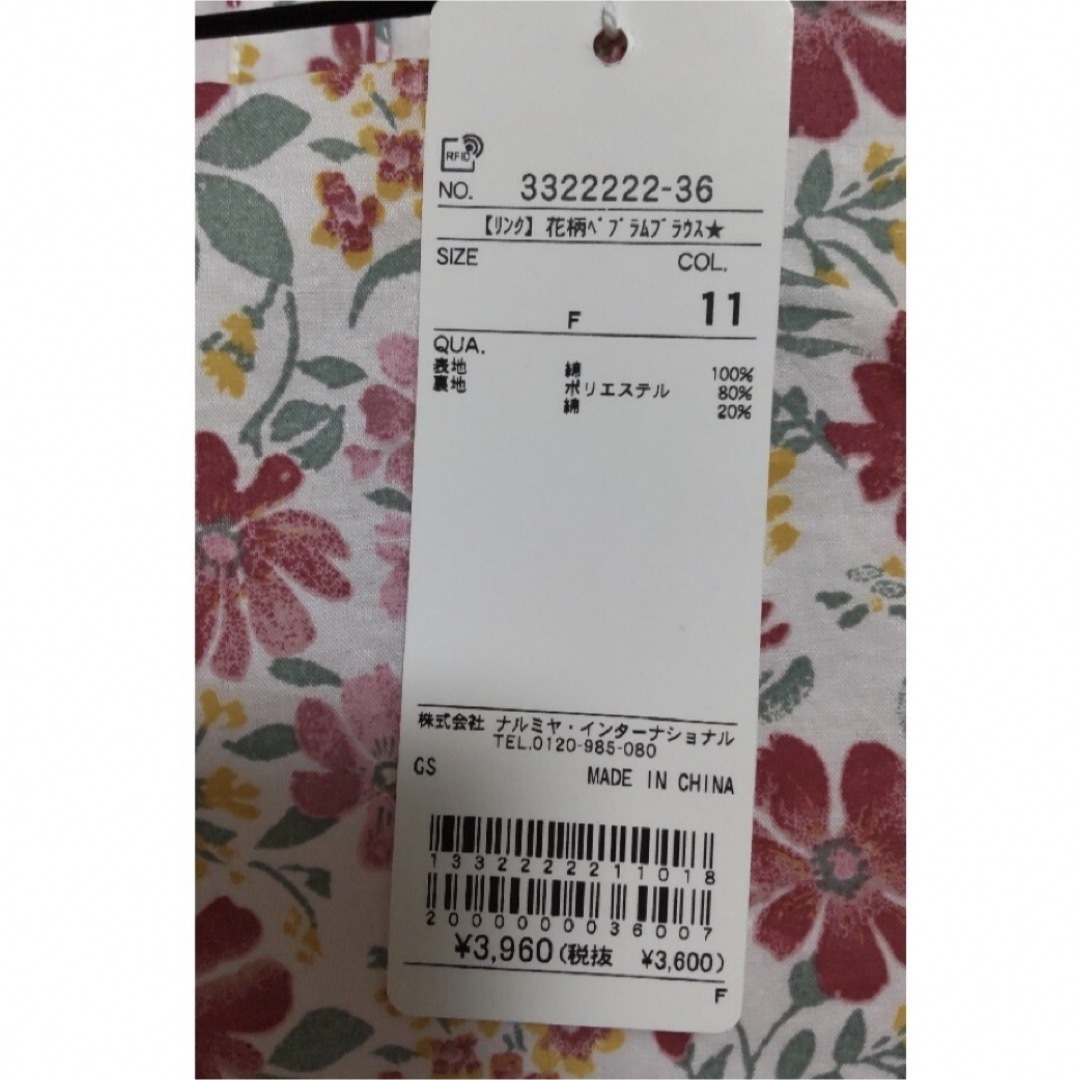 RFID
NO. 3322222-36
【リンク】花柄ペプラムブラウス★
SIZE COL.
F 11
QUA.
表地 綿 100%
裏地 ポリエステル 80%
綿 20%
株式会社 ナルミヤ・インターナショナル
TEL.0120-985-080
GS MADE IN CHINA
1332222211018
2000000036007
¥3,960(税抜 ¥3,600)
F